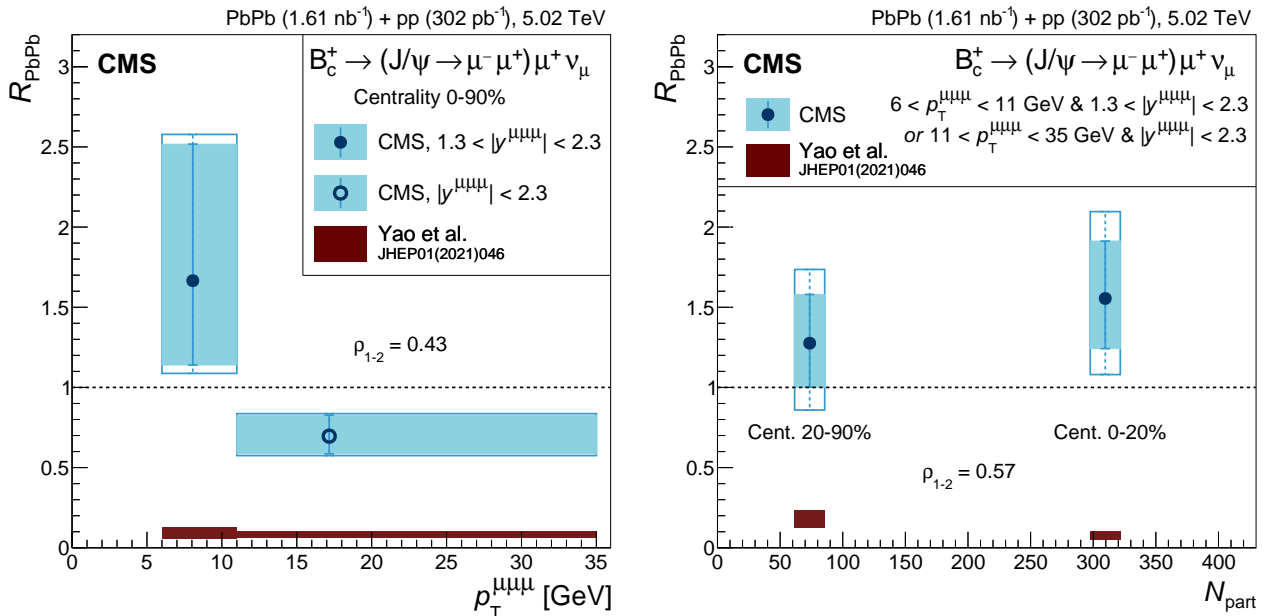 PbPb (1.61 nb⁻¹) + pp (302 pb⁻¹), 5.02 TeV
R_PbPb
3
2.5
2
1.5
1
0.5
0
CMS
B_c⁺ → (J/ψ → μ⁻ μ⁺) μ⁺ ν_μ
Centrality 0-90%
CMS, 1.3 < |y^μμμ| < 2.3
CMS, |y^μμμ| < 2.3
Yao et al.
JHEP01(2021)046
ρ₁₋₂ = 0.43
0 5 10 15 20 25 30 35
p_T^μμμ [GeV]
PbPb (1.61 nb⁻¹) + pp (302 pb⁻¹), 5.02 TeV
R_PbPb
3
2.5
2
1.5
1
0.5
0
CMS
B_c⁺ → (J/ψ → μ⁻ μ⁺) μ⁺ ν_μ
6 < p_T^μμμ < 11 GeV & 1.3 < |y^μμμ| < 2.3
or 11 < p_T^μμμ < 35 GeV & |y^μμμ| < 2.3
CMS
Yao et al.
JHEP01(2021)046
Cent. 20-90%
Cent. 0-20%
ρ₁₋₂ = 0.57
0 50 100 150 200 250 300 350 400
N_part